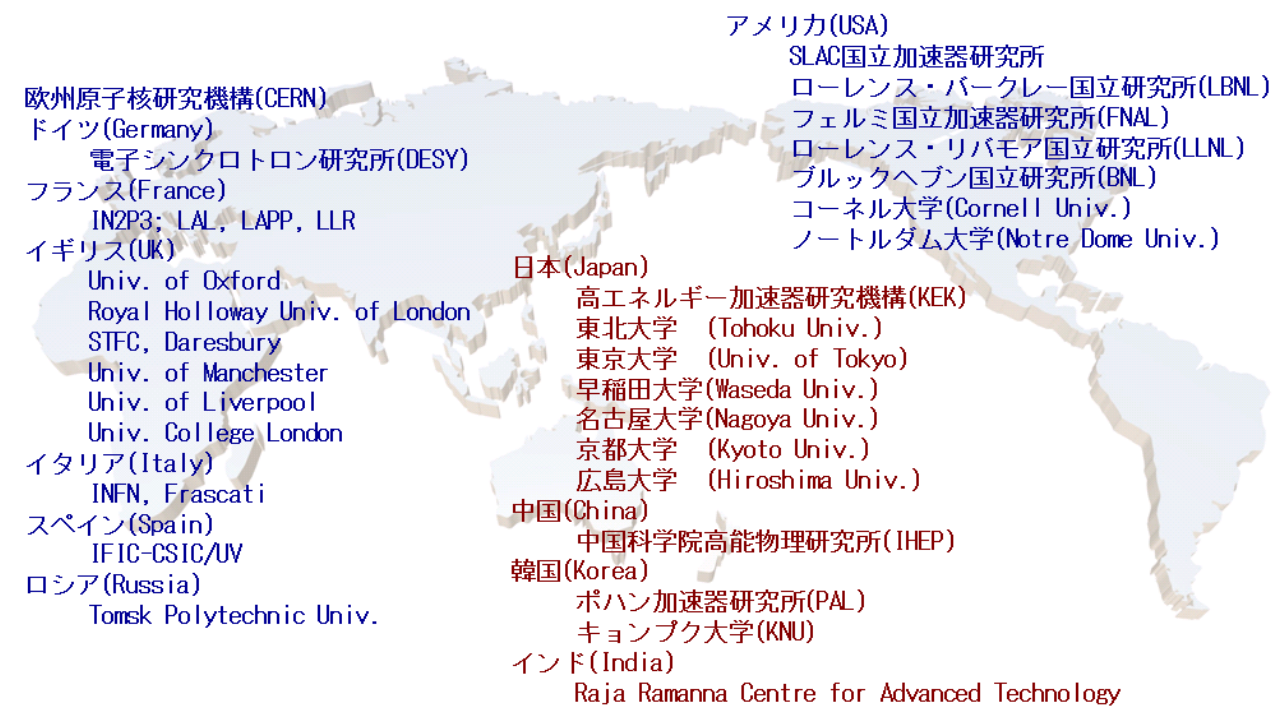 欧州原子核研究機構(CERN)
ドイツ(Germany)
電子シンクロトロン研究所(DESY)
フランス(France)
IN2P3; LAL, LAPP, LLR
イギリス(UK)
Univ. of Oxford
Royal Holloway Univ. of London
STFC, Daresbury
Univ. of Manchester
Univ. of Liverpool
Univ. College London
イタリア(Italy)
INFN, Frascati
スペイン(Spain)
IFIC-CSIC/UV
ロシア(Russia)
Tomsk Polytechnic Univ.
アメリカ(USA)
SLAC国立加速器研究所
ローレンス・バークレー国立研究所(LBNL)
フェルミ国立加速器研究所(FNAL)
ローレンス・リバモア国立研究所(LLNL)
ブルックヘブン国立研究所(BNL)
コーネル大学(Cornell Univ.)
ノートルダム大学(Notre Dome Univ.)
日本(Japan)
高エネルギー加速器研究機構(KEK)
東北大学 (Tohoku Univ.)
東京大学 (Univ. of Tokyo)
早稲田大学(Waseda Univ.)
名古屋大学(Nagoya Univ.)
京都大学 (Kyoto Univ.)
広島大学 (Hiroshima Univ.)
中国(China)
中国科学院高能物理研究所(IHEP)
韓国(Korea)
ポハン加速器研究所(PAL)
キョンプク大学(KNU)
インド(India)
Raja Ramanna Centre for Advanced Technology